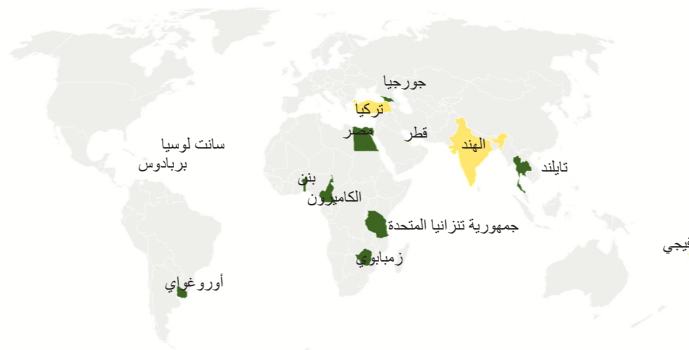 جورجيا
تركيا
مصر
قطر
الهند
سانت لوسيا
بربادوس
تايلند
بنن
الكاميرون
جمهورية تنزانيا المتحدة
زمبابوي
فيجي
أوروغواي